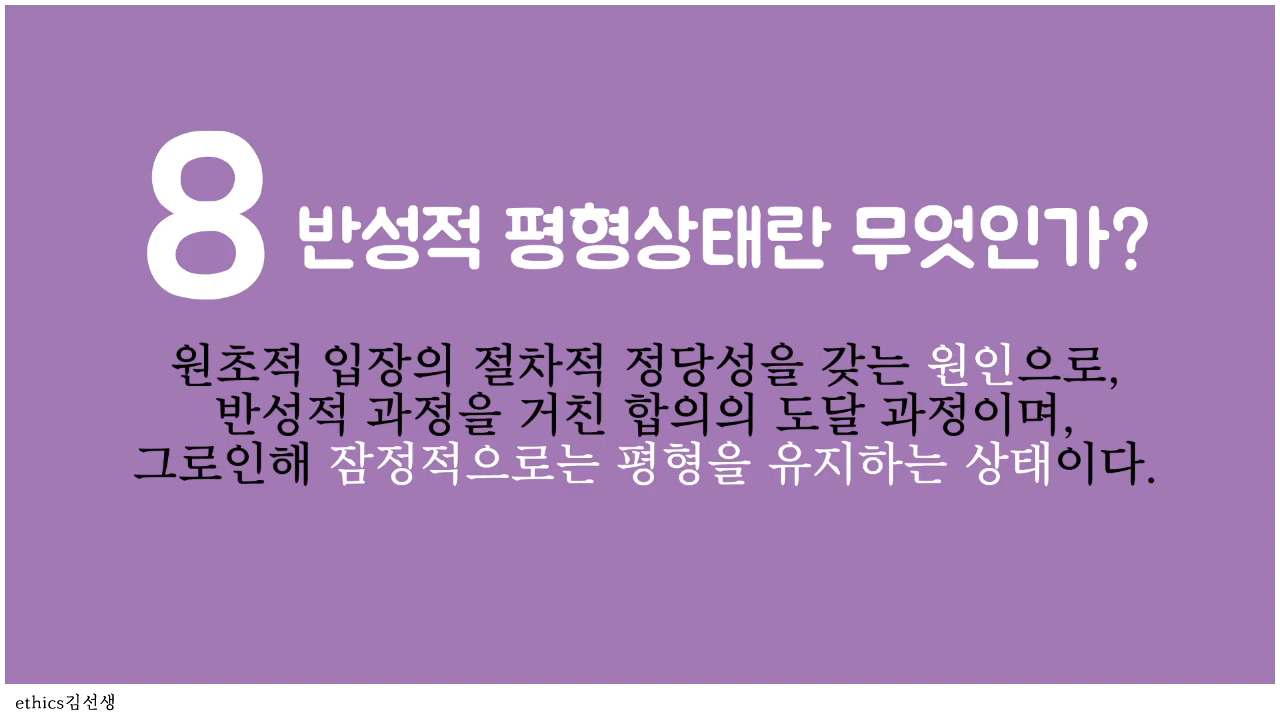 8 반성적 평형상태란 무엇인가?
원초적 입장의 절차적 정당성을 갖는 원인으로,
반성적 과정을 거친 합의의 도달 과정이며,
그로인해 잠정적으로는 평형을 유지하는 상태이다.
ethics김선생